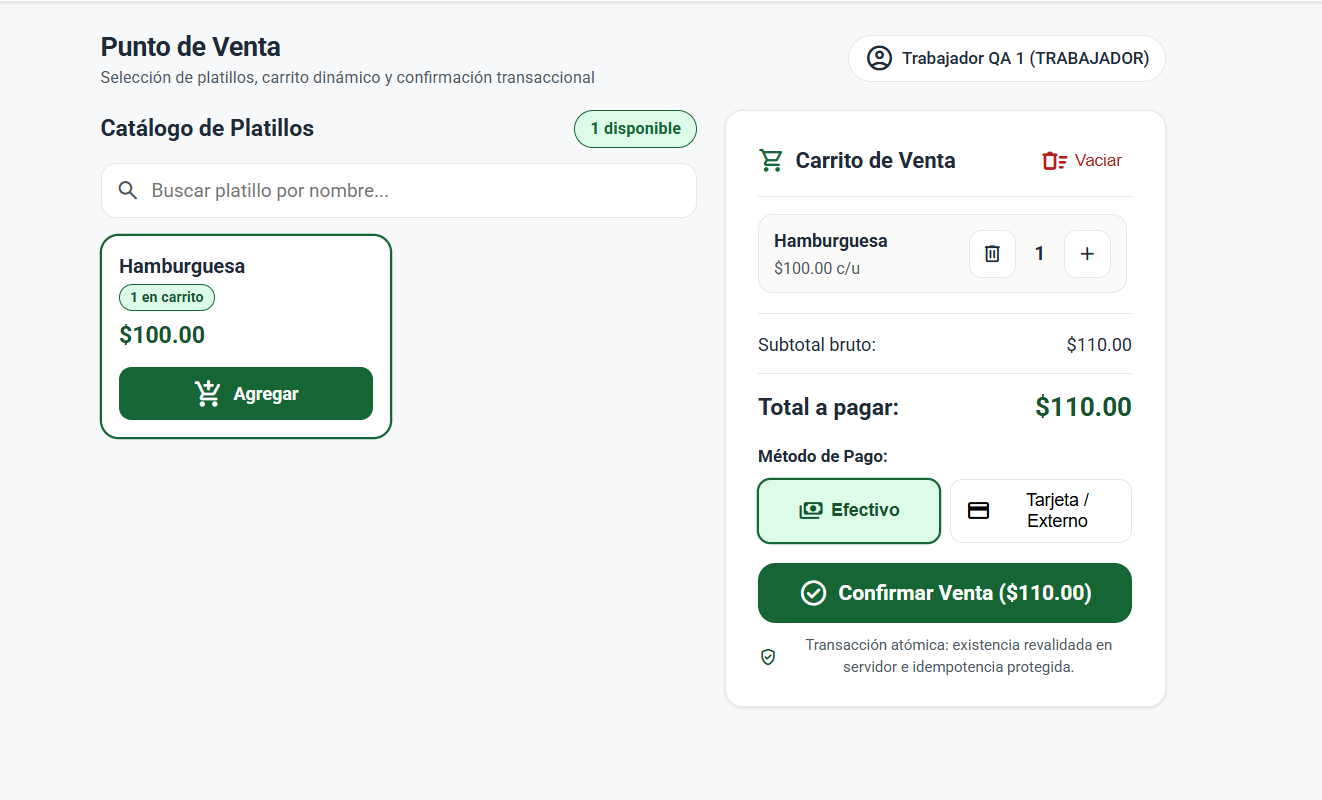 Punto de Venta
Selección de platillos, carrito dinámico y confirmación transaccional
Trabajador QA 1 (TRABAJADOR)
Catálogo de Platillos
1 disponible
Buscar platillo por nombre...
Hamburguesa
1 en carrito
$100.00
Agregar
Carrito de Venta
Vaciar
Hamburguesa
$100.00 c/u
1
+
Subtotal bruto:
$110.00
Total a pagar:
$110.00
Método de Pago:
Efectivo
Tarjeta /
Externo
Confirmar Venta ($110.00)
Transacción atómica: existencia revalidada en
servidor e idempotencia protegida.